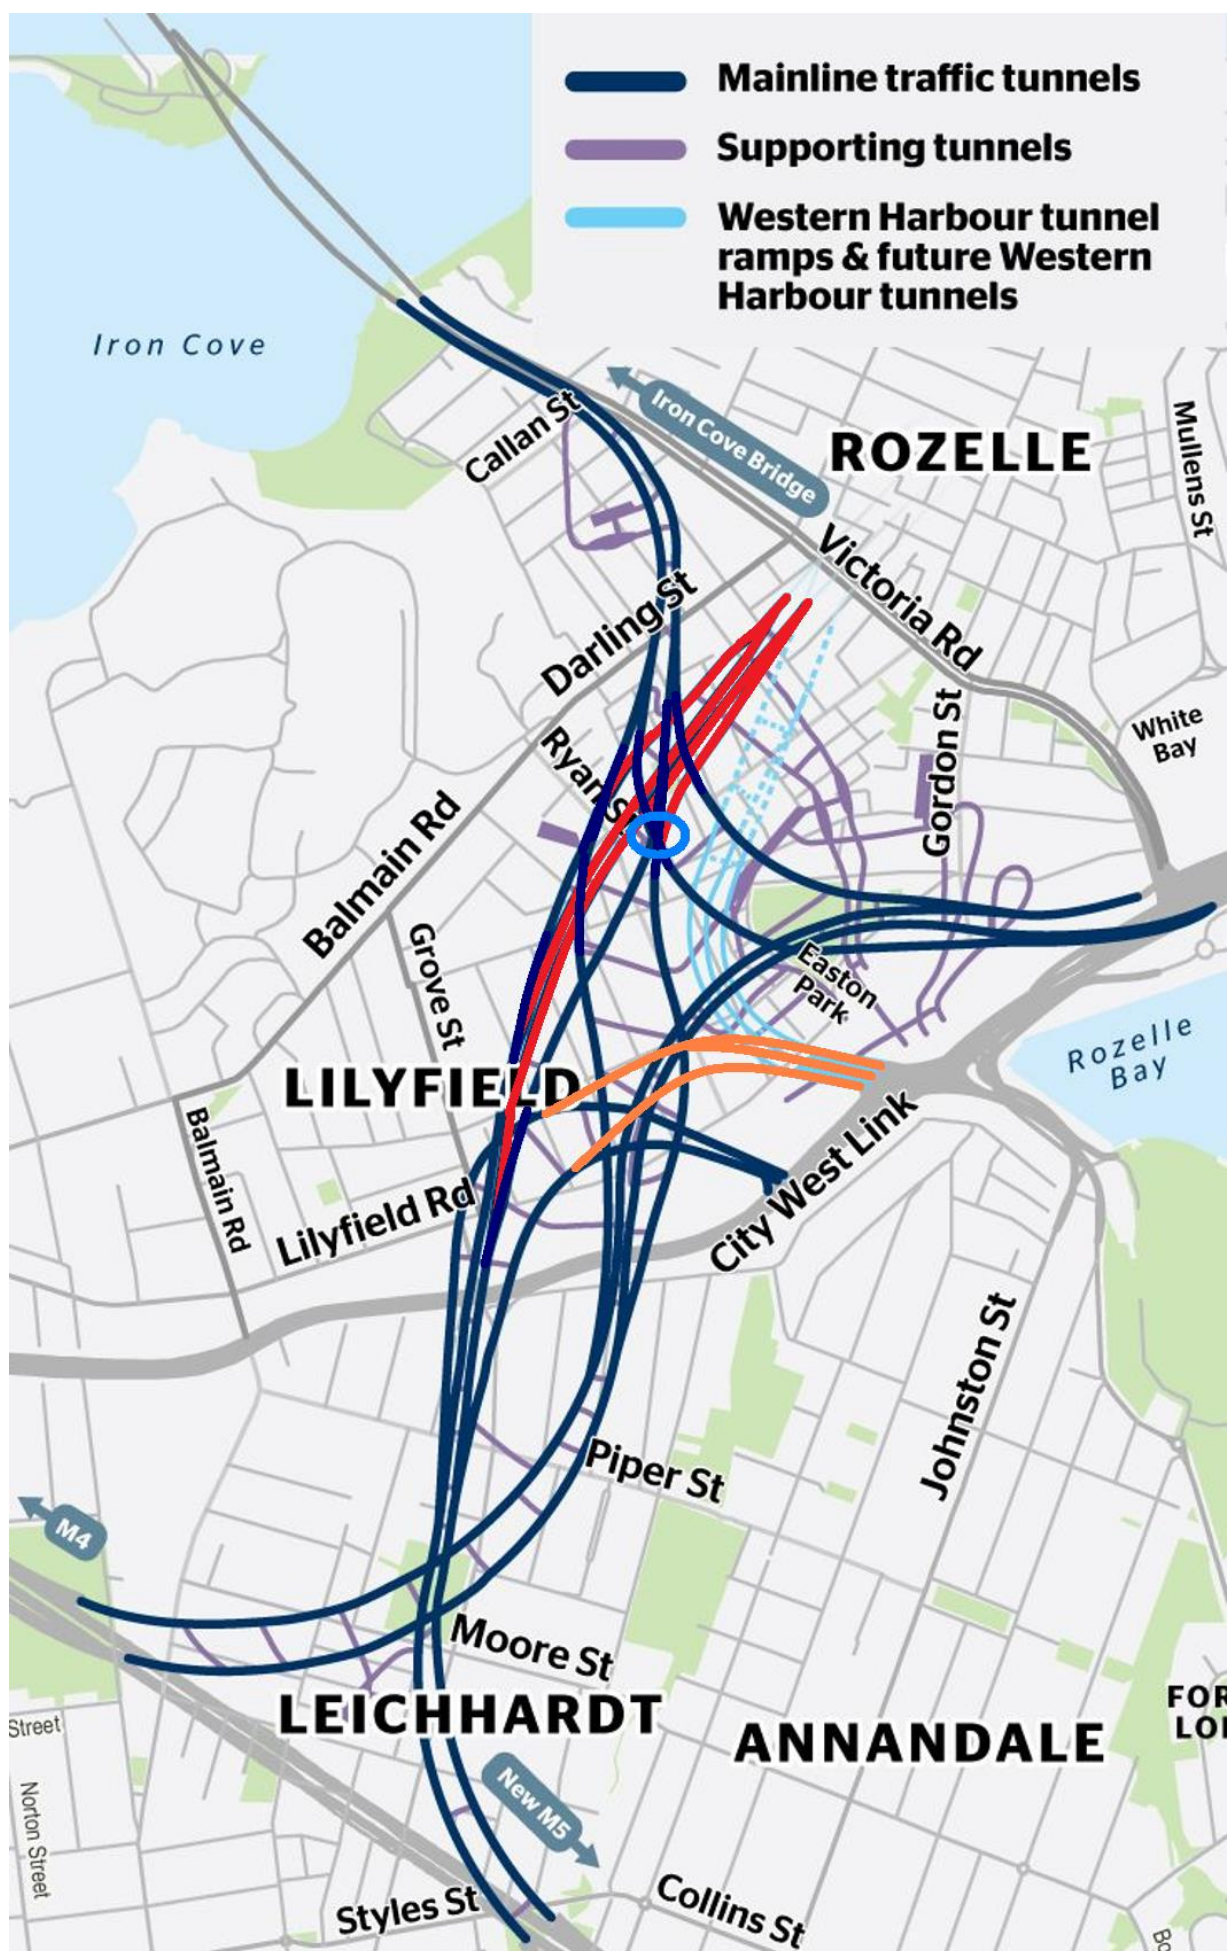 Mainline traffic tunnels
Supporting tunnels
Western Harbour tunnel
ramps & future Western
Harbour tunnels
Iron Cove
Callan St
Iron Cove Bridge
ROZELLE
Mullens St
Victoria Rd
Darling St
Gordon St
White
Bay
Ryan St
Balmain Rd
Grove St
Easton
Park
Rozelle
Bay
LILYFIELD
Balmain Rd
Lilyfield Rd
City West Link
Johnston St
Piper St
M4
Moore St
LEICHHARDT
ANNANDALE
FOR
LO
Street
Norton Street
New M5
Styles St
Collins St